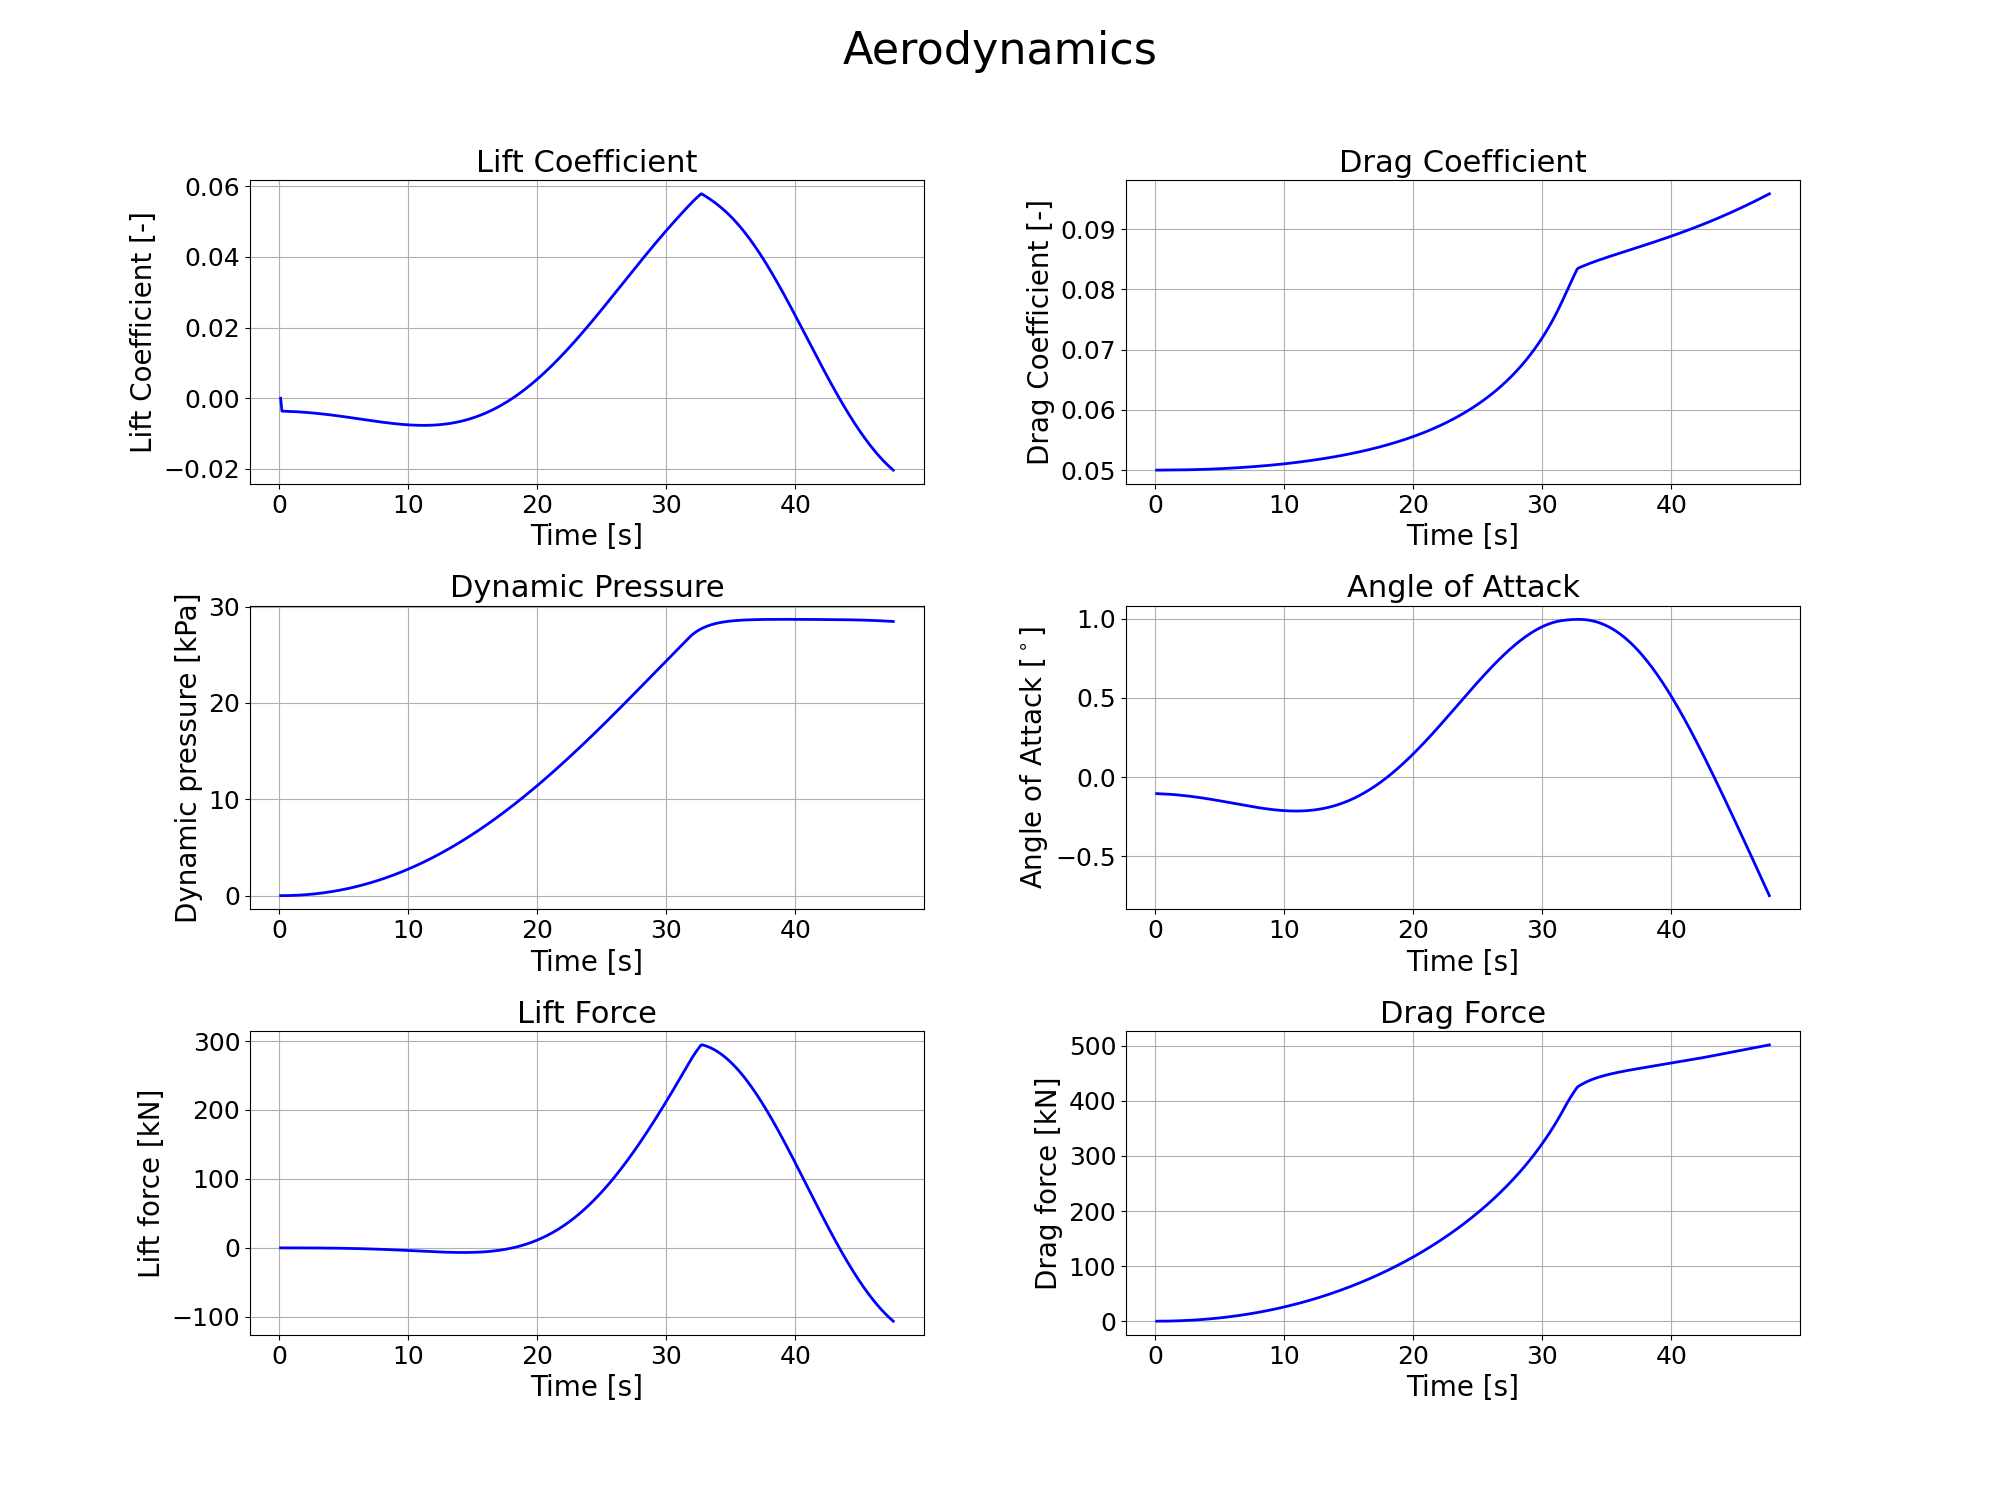 Aerodynamics
Lift Coefficient
Lift Coefficient [-]
0.06
0.04
0.02
0.00
−0.02
0 10 20 30 40
Time [s]
Drag Coefficient
Drag Coefficient [-]
0.09
0.08
0.07
0.06
0.05
0 10 20 30 40
Time [s]
Dynamic Pressure
Dynamic pressure [kPa]
30
20
10
0
0 10 20 30 40
Time [s]
Angle of Attack
Angle of Attack [°]
1.0
0.5
0.0
−0.5
0 10 20 30 40
Time [s]
Lift Force
Lift force [kN]
300
200
100
0
−100
0 10 20 30 40
Time [s]
Drag Force
Drag force [kN]
500
400
300
200
100
0
0 10 20 30 40
Time [s]